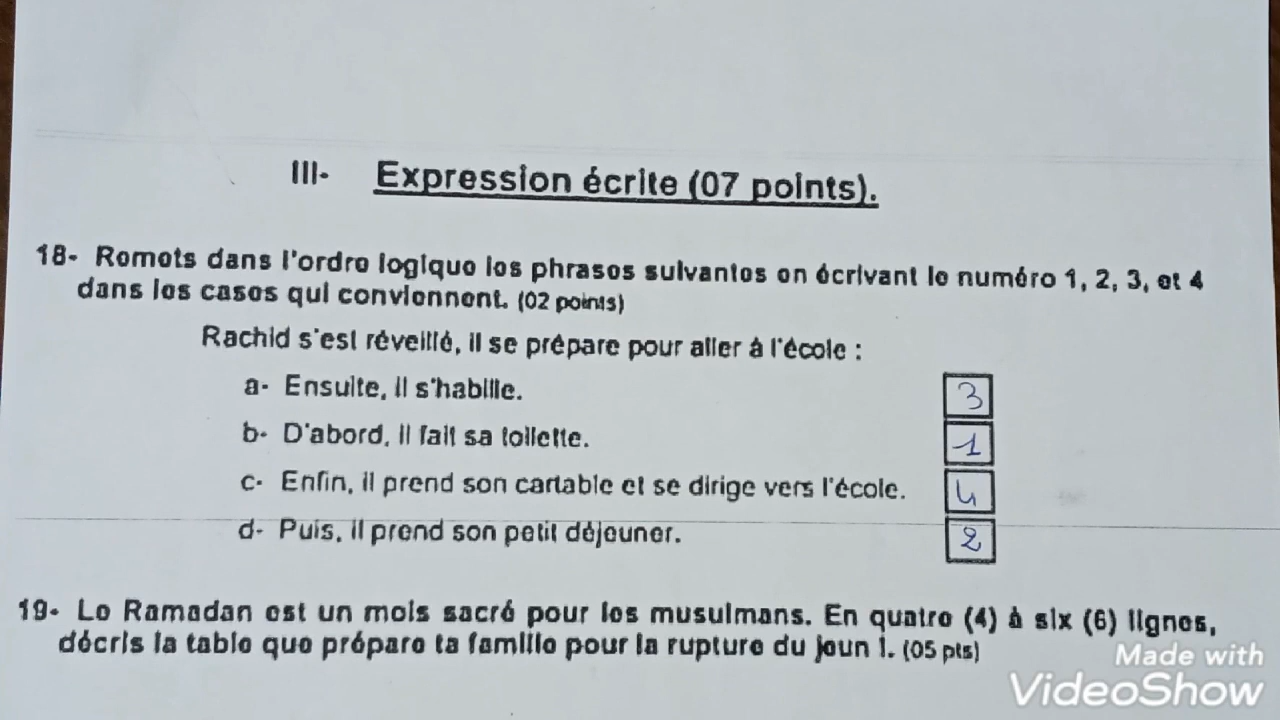 III- Expression écrite (07 points).
18- Remets dans l'ordre logique les phrases suivantes en écrivant le numéro 1, 2, 3, et 4
dans les cases qui conviennent. (02 points)
Rachid s'est réveillé, il se prépare pour aller à l'école :
a- Ensuite, il s'habille. 3
b- D'abord, il fait sa toilette. 1
c- Enfin, il prend son cartable et se dirige vers l'école. 4
d- Puis, il prend son petit déjeuner. 2
19- Le Ramadan est un mois sacré pour les musulmans. En quatre (4) à six (6) lignes,
décris la table que prépare ta famille pour la rupture du jeun !. (05 pts)
Made with
VideoShow